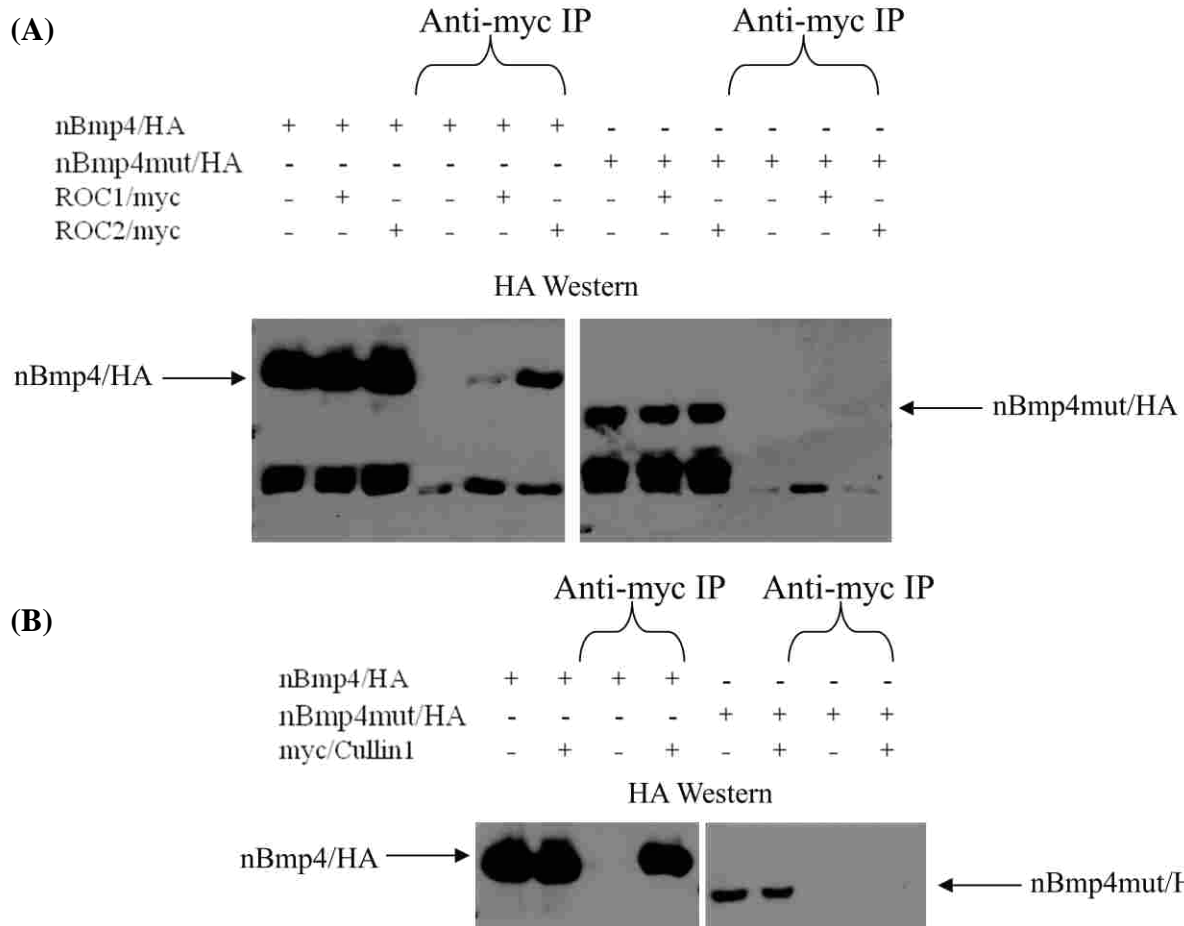 (A)
Anti-myc IP Anti-myc IP
nBmp4/HA + + + + + + - - - - - -
nBmp4mut/HA - - - - - - + + + + + +
ROC1/myc - + - - + - - + - - + -
ROC2/myc - - + - - + - - + - - +
HA Western
nBmp4/HA
nBmp4mut/HA
(B)
Anti-myc IP Anti-myc IP
nBmp4/HA + + + + - - - -
nBmp4mut/HA - - - - + + + +
myc/Cullin1 - + - + - + - +
HA Western
nBmp4/HA
nBmp4mut/H